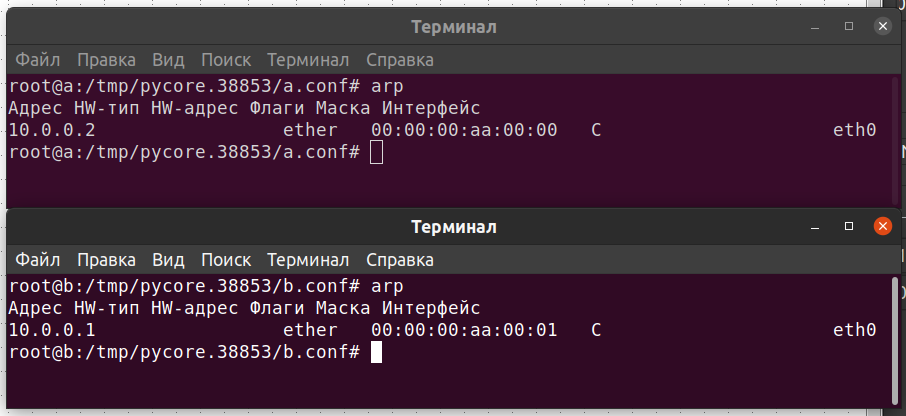 Терминал
Файл Правка Вид Поиск Терминал Справка
root@a:/tmp/pycore.38853/a.conf# arp
Адрес HW-тип HW-адрес Флаги Маска Интерфейс
10.0.0.2 ether 00:00:00:aa:00:00 C eth0
root@a:/tmp/pycore.38853/a.conf#
Терминал
Файл Правка Вид Поиск Терминал Справка
root@b:/tmp/pycore.38853/b.conf# arp
Адрес HW-тип HW-адрес Флаги Маска Интерфейс
10.0.0.1 ether 00:00:00:aa:00:01 C eth0
root@b:/tmp/pycore.38853/b.conf#